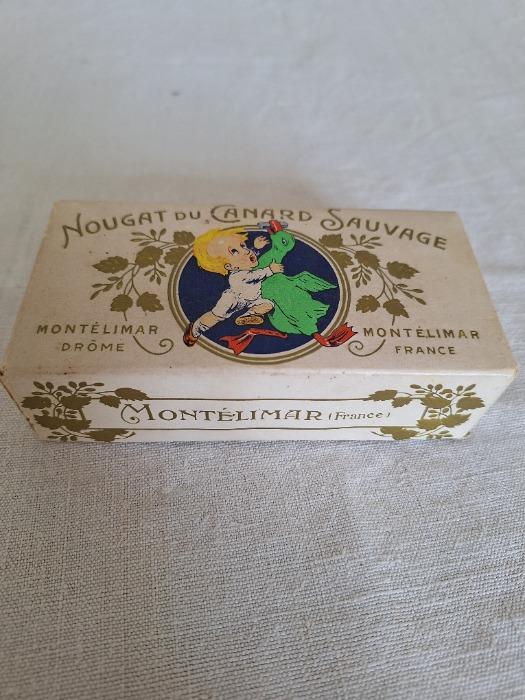 NOUGAT DU CANARD SAUVAGE
MONTÉLIMAR
DRÔME
MONTÉLIMAR
FRANCE
MONTÉLIMAR (France)